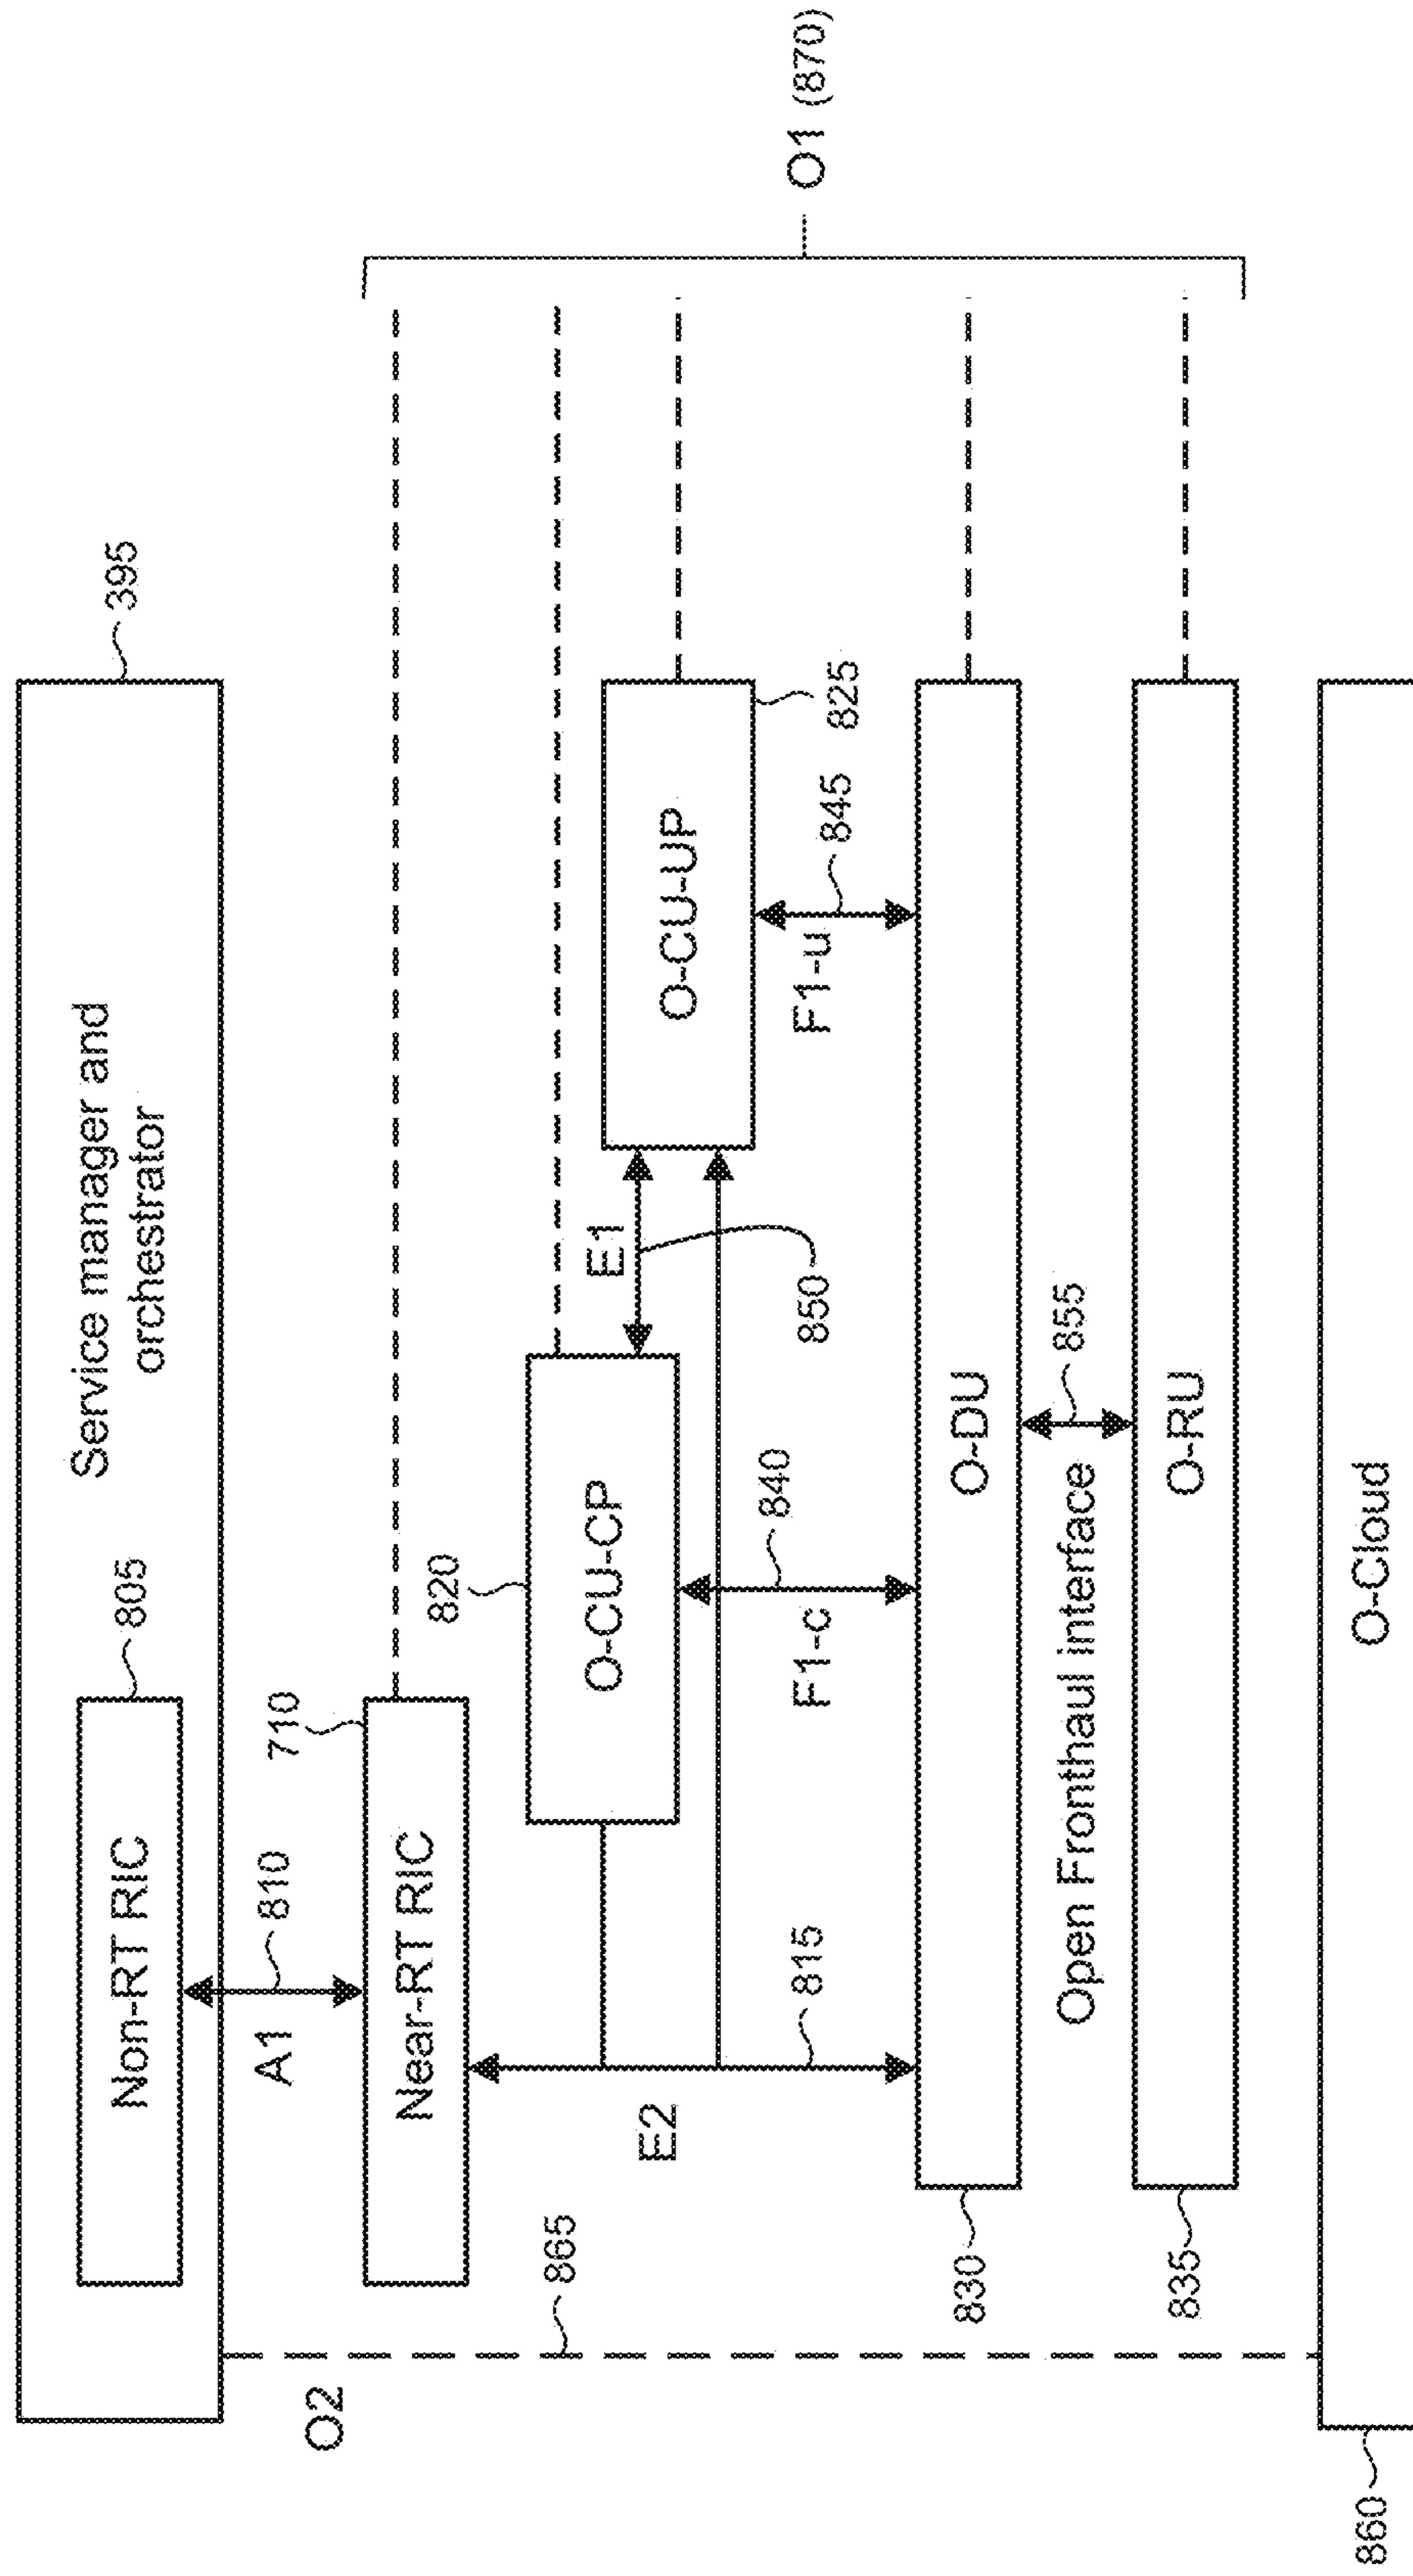 Service manager and
orchestrator
395
Non-RT RIC
805
A1
810
O2
Near-RT RIC
710
O1 (870)
820
O-CU-CP
865
E1
O-CU-UP
E2
825
815
F1-c
840
850
F1-u
845
830
O-DU
Open Fronthaul interface
855
835
O-RU
860
O-Cloud